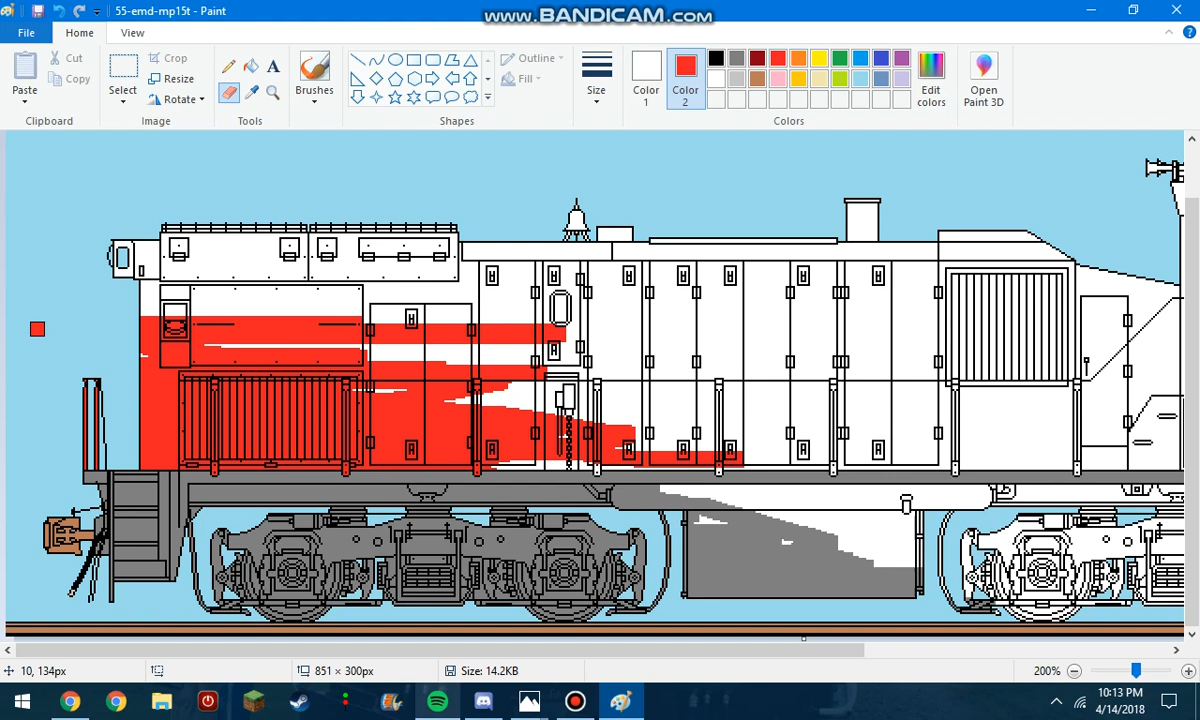 55-emd-mp15t - Paint
www.BANDICAM.com
File
Home
View
Paste
Cut
Copy
Clipboard
Select
Crop
Resize
Rotate
Image
A
Tools
Brushes
Outline
Fill
Shapes
Size
Color 1
Color 2
Edit colors
Colors
Open Paint 3D
10, 134px
851 × 300px
Size: 14.2KB
200%
10:13 PM
4/14/2018